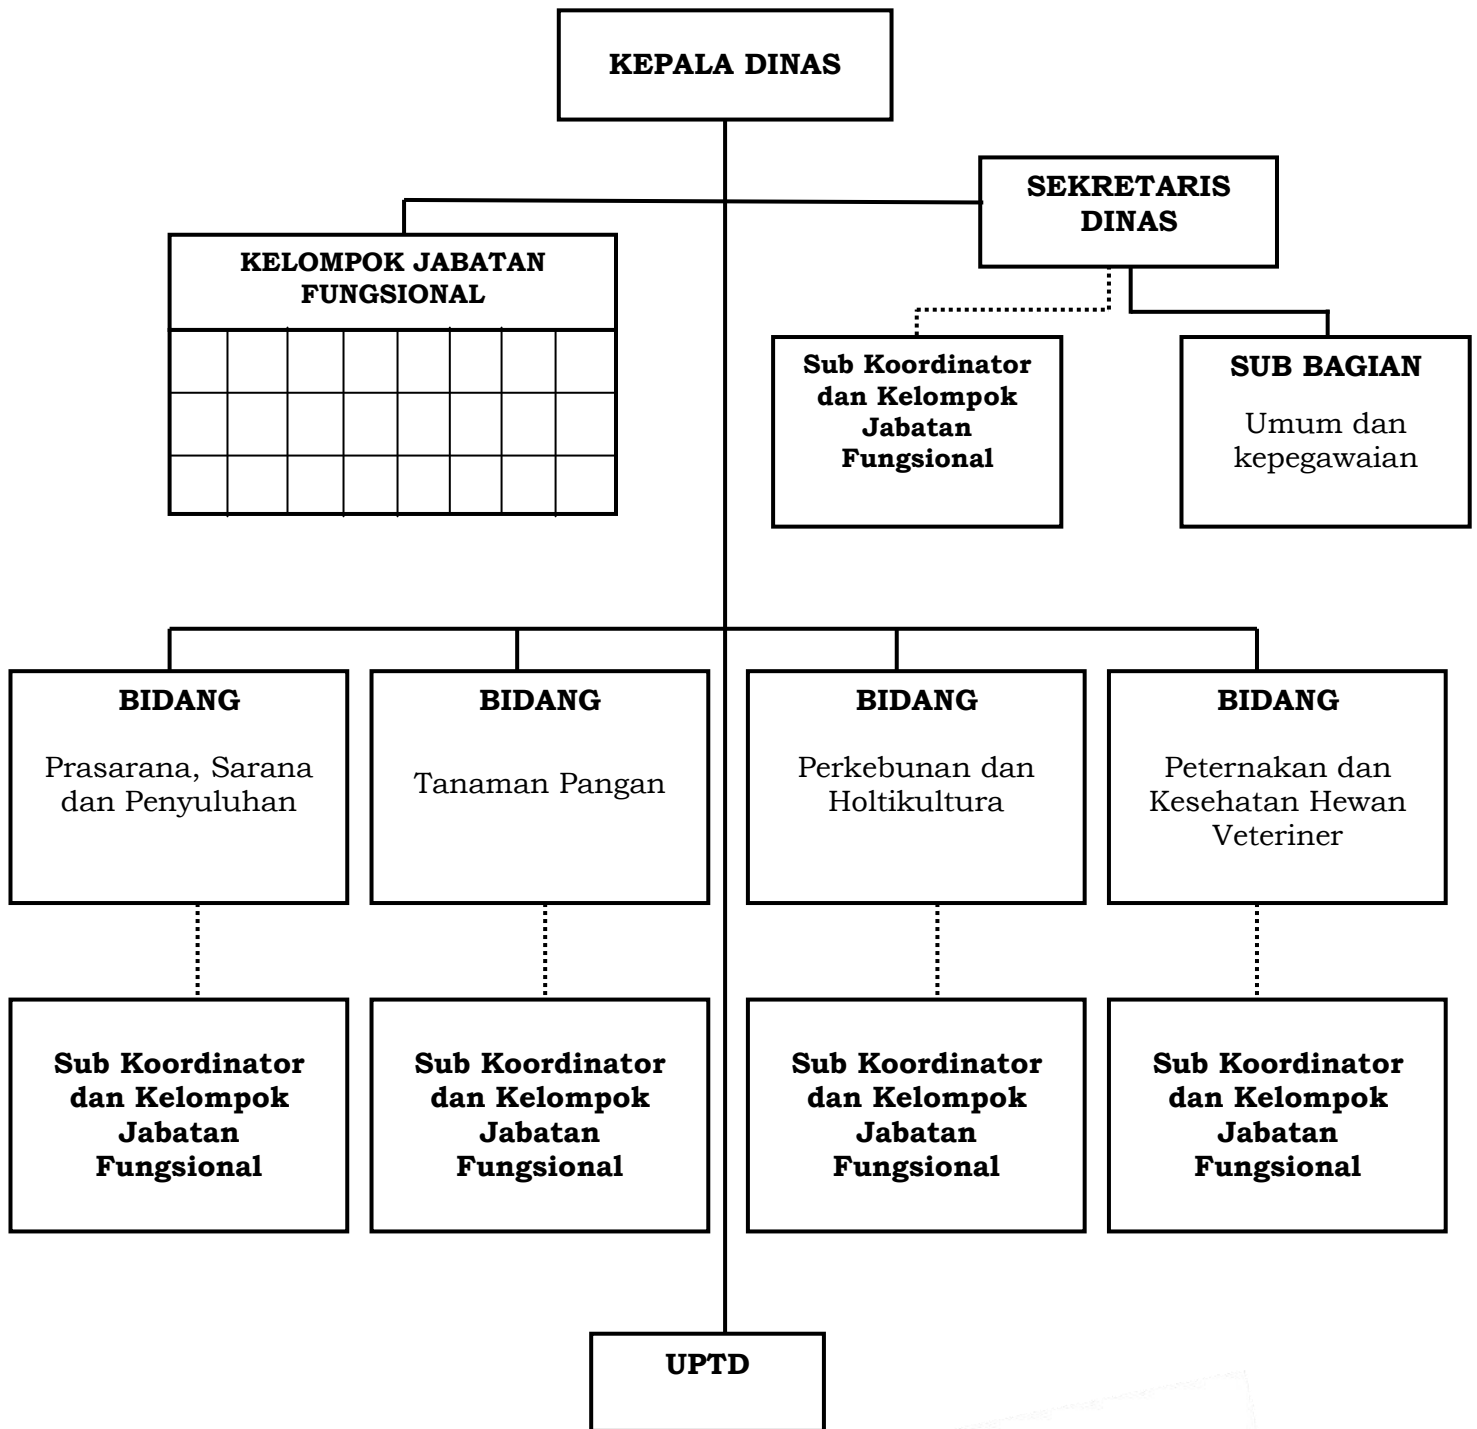 KEPALA DINAS
SEKRETARIS
DINAS
KELOMPOK JABATAN
FUNGSIONAL
Sub Koordinator
dan Kelompok
Jabatan
Fungsional
SUB BAGIAN
Umum dan
kepegawaian
BIDANG
Prasarana, Sarana
dan Penyuluhan
BIDANG
Tanaman Pangan
BIDANG
Perkebunan dan
Holtikultura
BIDANG
Peternakan dan
Kesehatan Hewan
Veteriner
Sub Koordinator
dan Kelompok
Jabatan
Fungsional
Sub Koordinator
dan Kelompok
Jabatan
Fungsional
Sub Koordinator
dan Kelompok
Jabatan
Fungsional
Sub Koordinator
dan Kelompok
Jabatan
Fungsional
UPTD